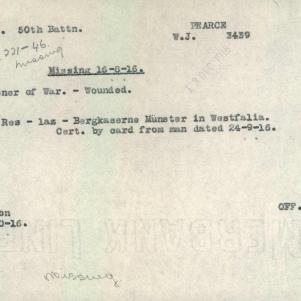 . 50th Battn. PEARCE
W.J. 3439
221-46.
missing
Missing 16-8-16.
ner of War. - Wounded.
Res - laz - Bergkaserne Münster in Westfalia.
Cert. by card from man dated 24-9-16.
on OFF.
0-16.
missing